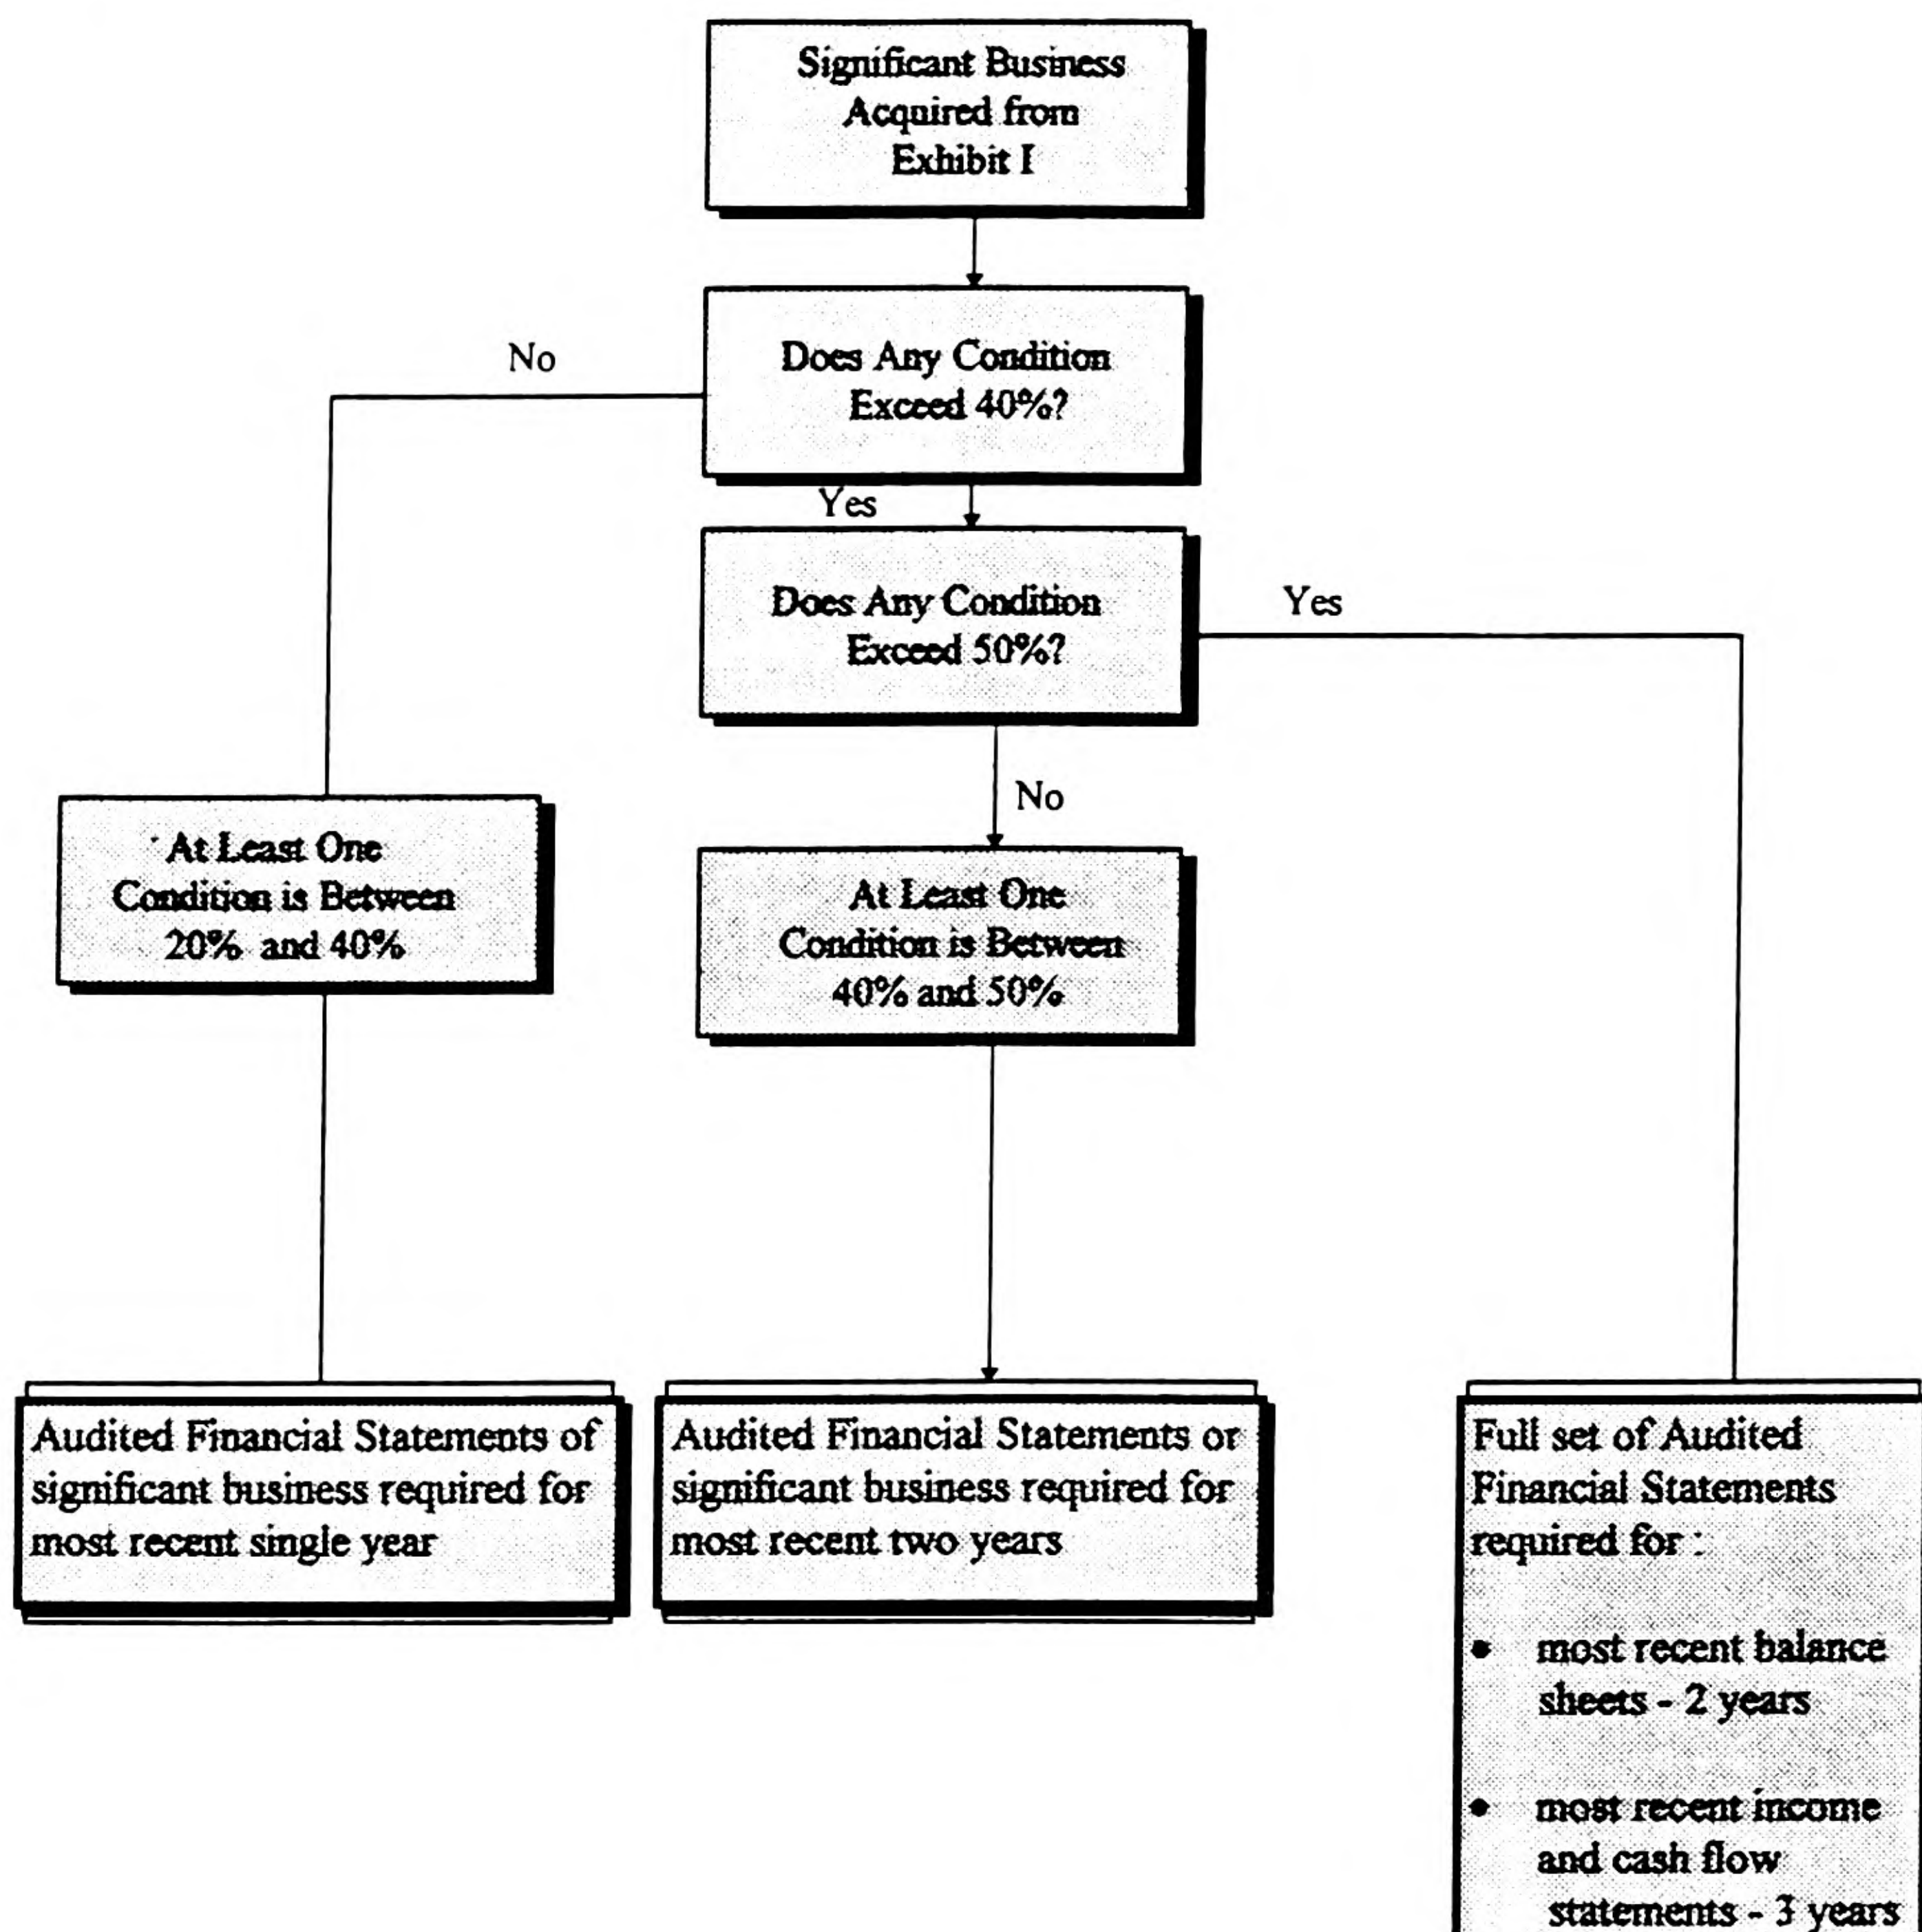 Significant Business
Acquired from
Exhibit I
No
Does Any Condition
Exceed 40%?
Yes
Does Any Condition
Exceed 50%?
Yes
No
At Least One
Condition is Between
20% and 40%
At Least One
Condition is Between
40% and 50%
Audited Financial Statements of
significant business required for
most recent single year
Audited Financial Statements or
significant business required for
most recent two years
Full set of Audited
Financial Statements
required for :
• most recent balance
sheets - 2 years
• most recent income
and cash flow
statements - 3 years